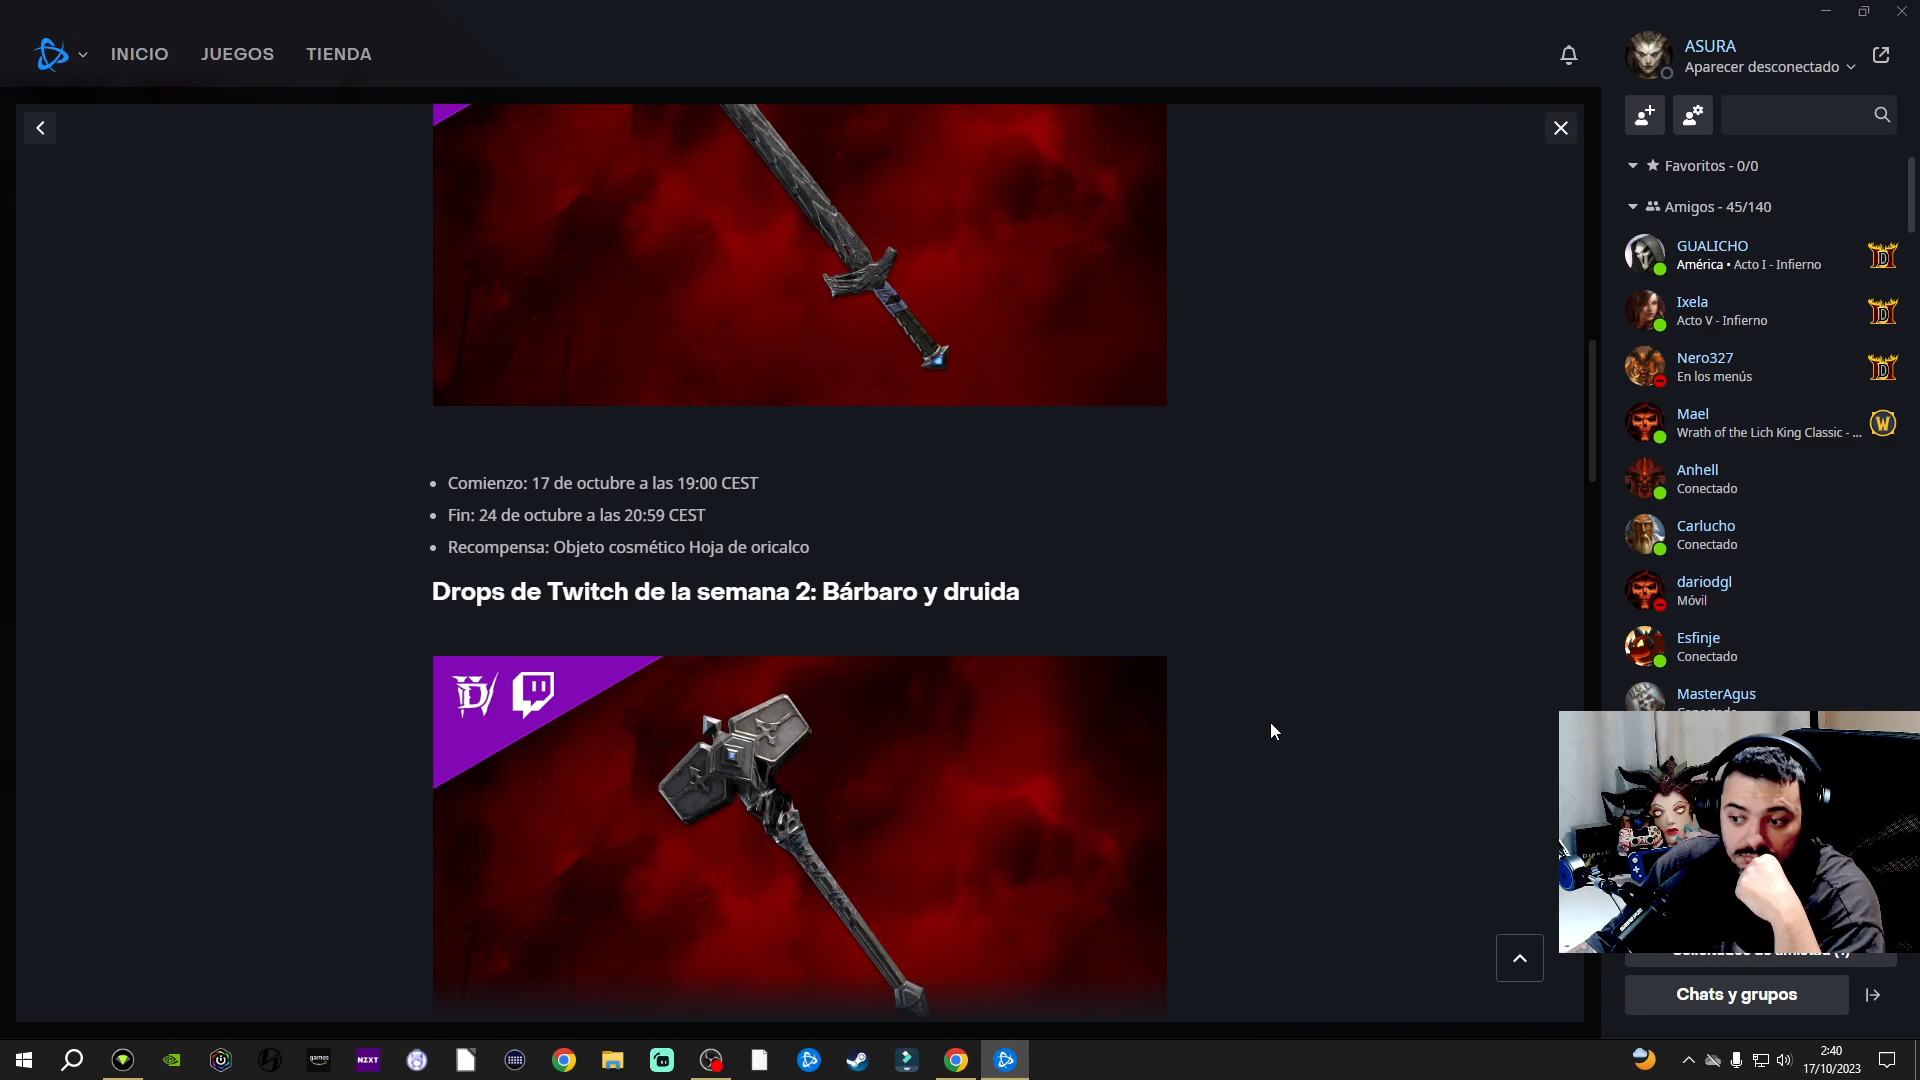 INICIO JUEGOS TIENDA
ASURA
Aparecer desconectado
Favoritos - 0/0
Amigos - 45/140
GUALICHO
América • Acto I - Infierno
Ixela
Acto V - Infierno
Nero327
En los menús
Mael
Wrath of the Lich King Classic - ...
Anhell
Conectado
Carlucho
Conectado
dariodgl
Móvil
Esfinje
Conectado
MasterAgus
• Comienzo: 17 de octubre a las 19:00 CEST
• Fin: 24 de octubre a las 20:59 CEST
• Recompensa: Objeto cosmético Hoja de oricalco
Drops de Twitch de la semana 2: Bárbaro y druida
Chats y grupos
games
NZXT
2:40
17/10/2023